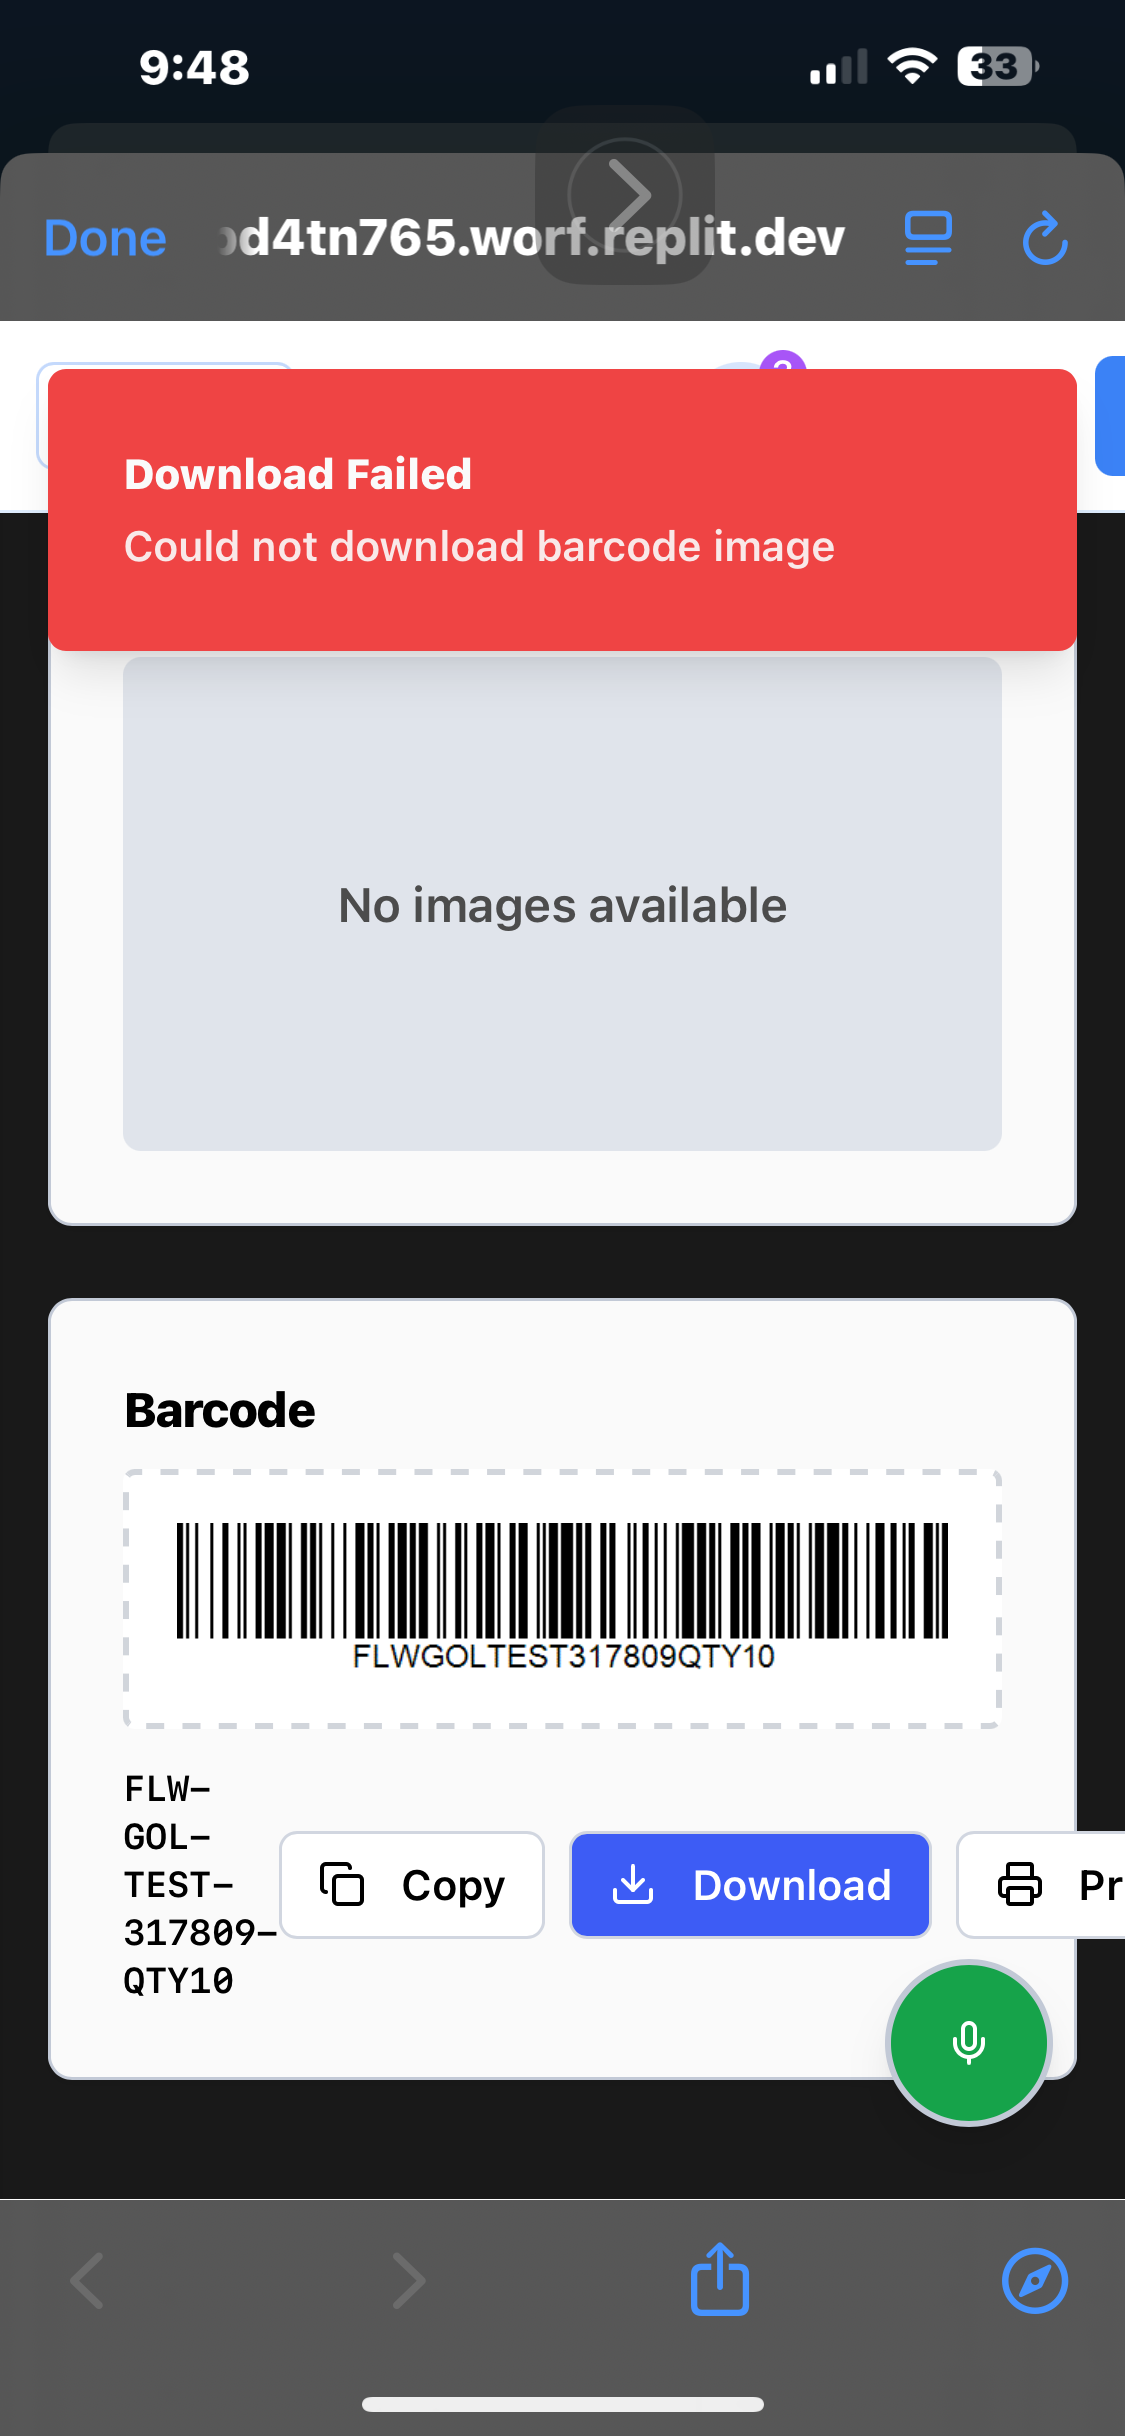 9:48
33
Done
d4tn765.worf.replit.dev
Download Failed
Could not download barcode image
No images available
Barcode
FLWGOLTEST317809QTY10
FLW-
GOL-
TEST-
317809-
QTY10
Copy
Download
Pr